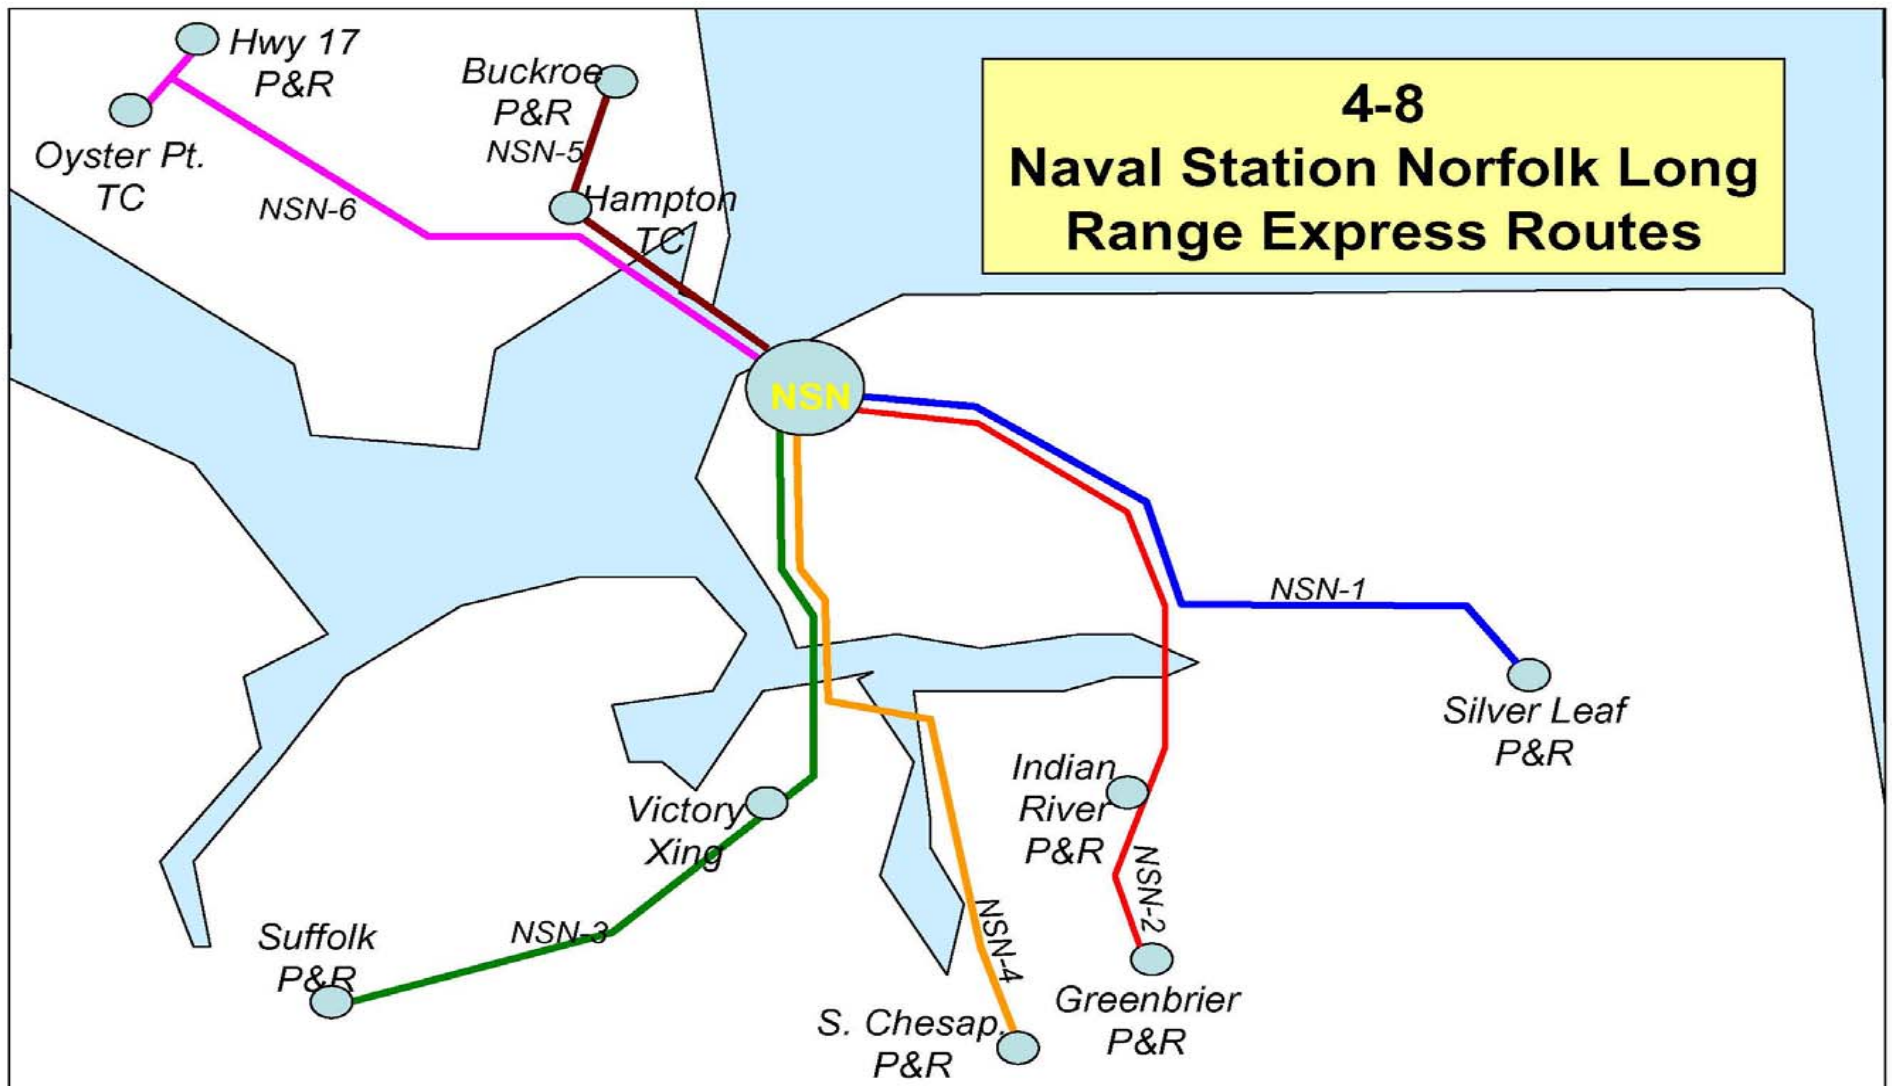 4-8
Naval Station Norfolk Long
Range Express Routes
Hwy 17
P&R
Oyster Pt.
TC
NSN-6
Buckroe
P&R
NSN-5
Hampton
TC
NSN
NSN-1
Silver Leaf
P&R
Indian
River
P&R
NSN-2
Greenbrier
P&R
Victory
Xing
NSN-3
Suffolk
P&R
NSN-4
S. Chesap.
P&R